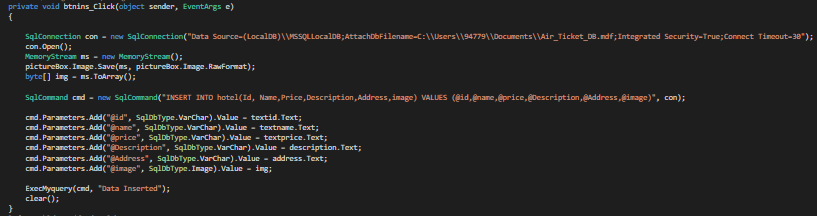 private void btnins_Click(object sender, EventArgs e)
{
SqlConnection con = new SqlConnection("Data Source=(LocalDB)\\MSSQLLocalDB;AttachDbFilename=C:\\Users\\94779\\Documents\\Air_Ticket_DB.mdf;Integrated Security=True;Connect Timeout=30");
con.Open();
MemoryStream ms = new MemoryStream();
pictureBox.Image.Save(ms, pictureBox.Image.RawFormat);
byte[] img = ms.ToArray();
SqlCommand cmd = new SqlCommand("INSERT INTO hotel(Id, Name,Price,Description,Address,image) VALUES (@id,@name,@price,@Description,@Address,@image)", con);
cmd.Parameters.Add("@id", SqlDbType.VarChar).Value = textid.Text;
cmd.Parameters.Add("@name", SqlDbType.VarChar).Value = textname.Text;
cmd.Parameters.Add("@price", SqlDbType.VarChar).Value = textprice.Text;
cmd.Parameters.Add("@Description", SqlDbType.VarChar).Value = description.Text;
cmd.Parameters.Add("@Address", SqlDbType.VarChar).Value = address.Text;
cmd.Parameters.Add("@image", SqlDbType.Image).Value = img;
ExecMyquery(cmd, "Data Inserted");
clear();
}